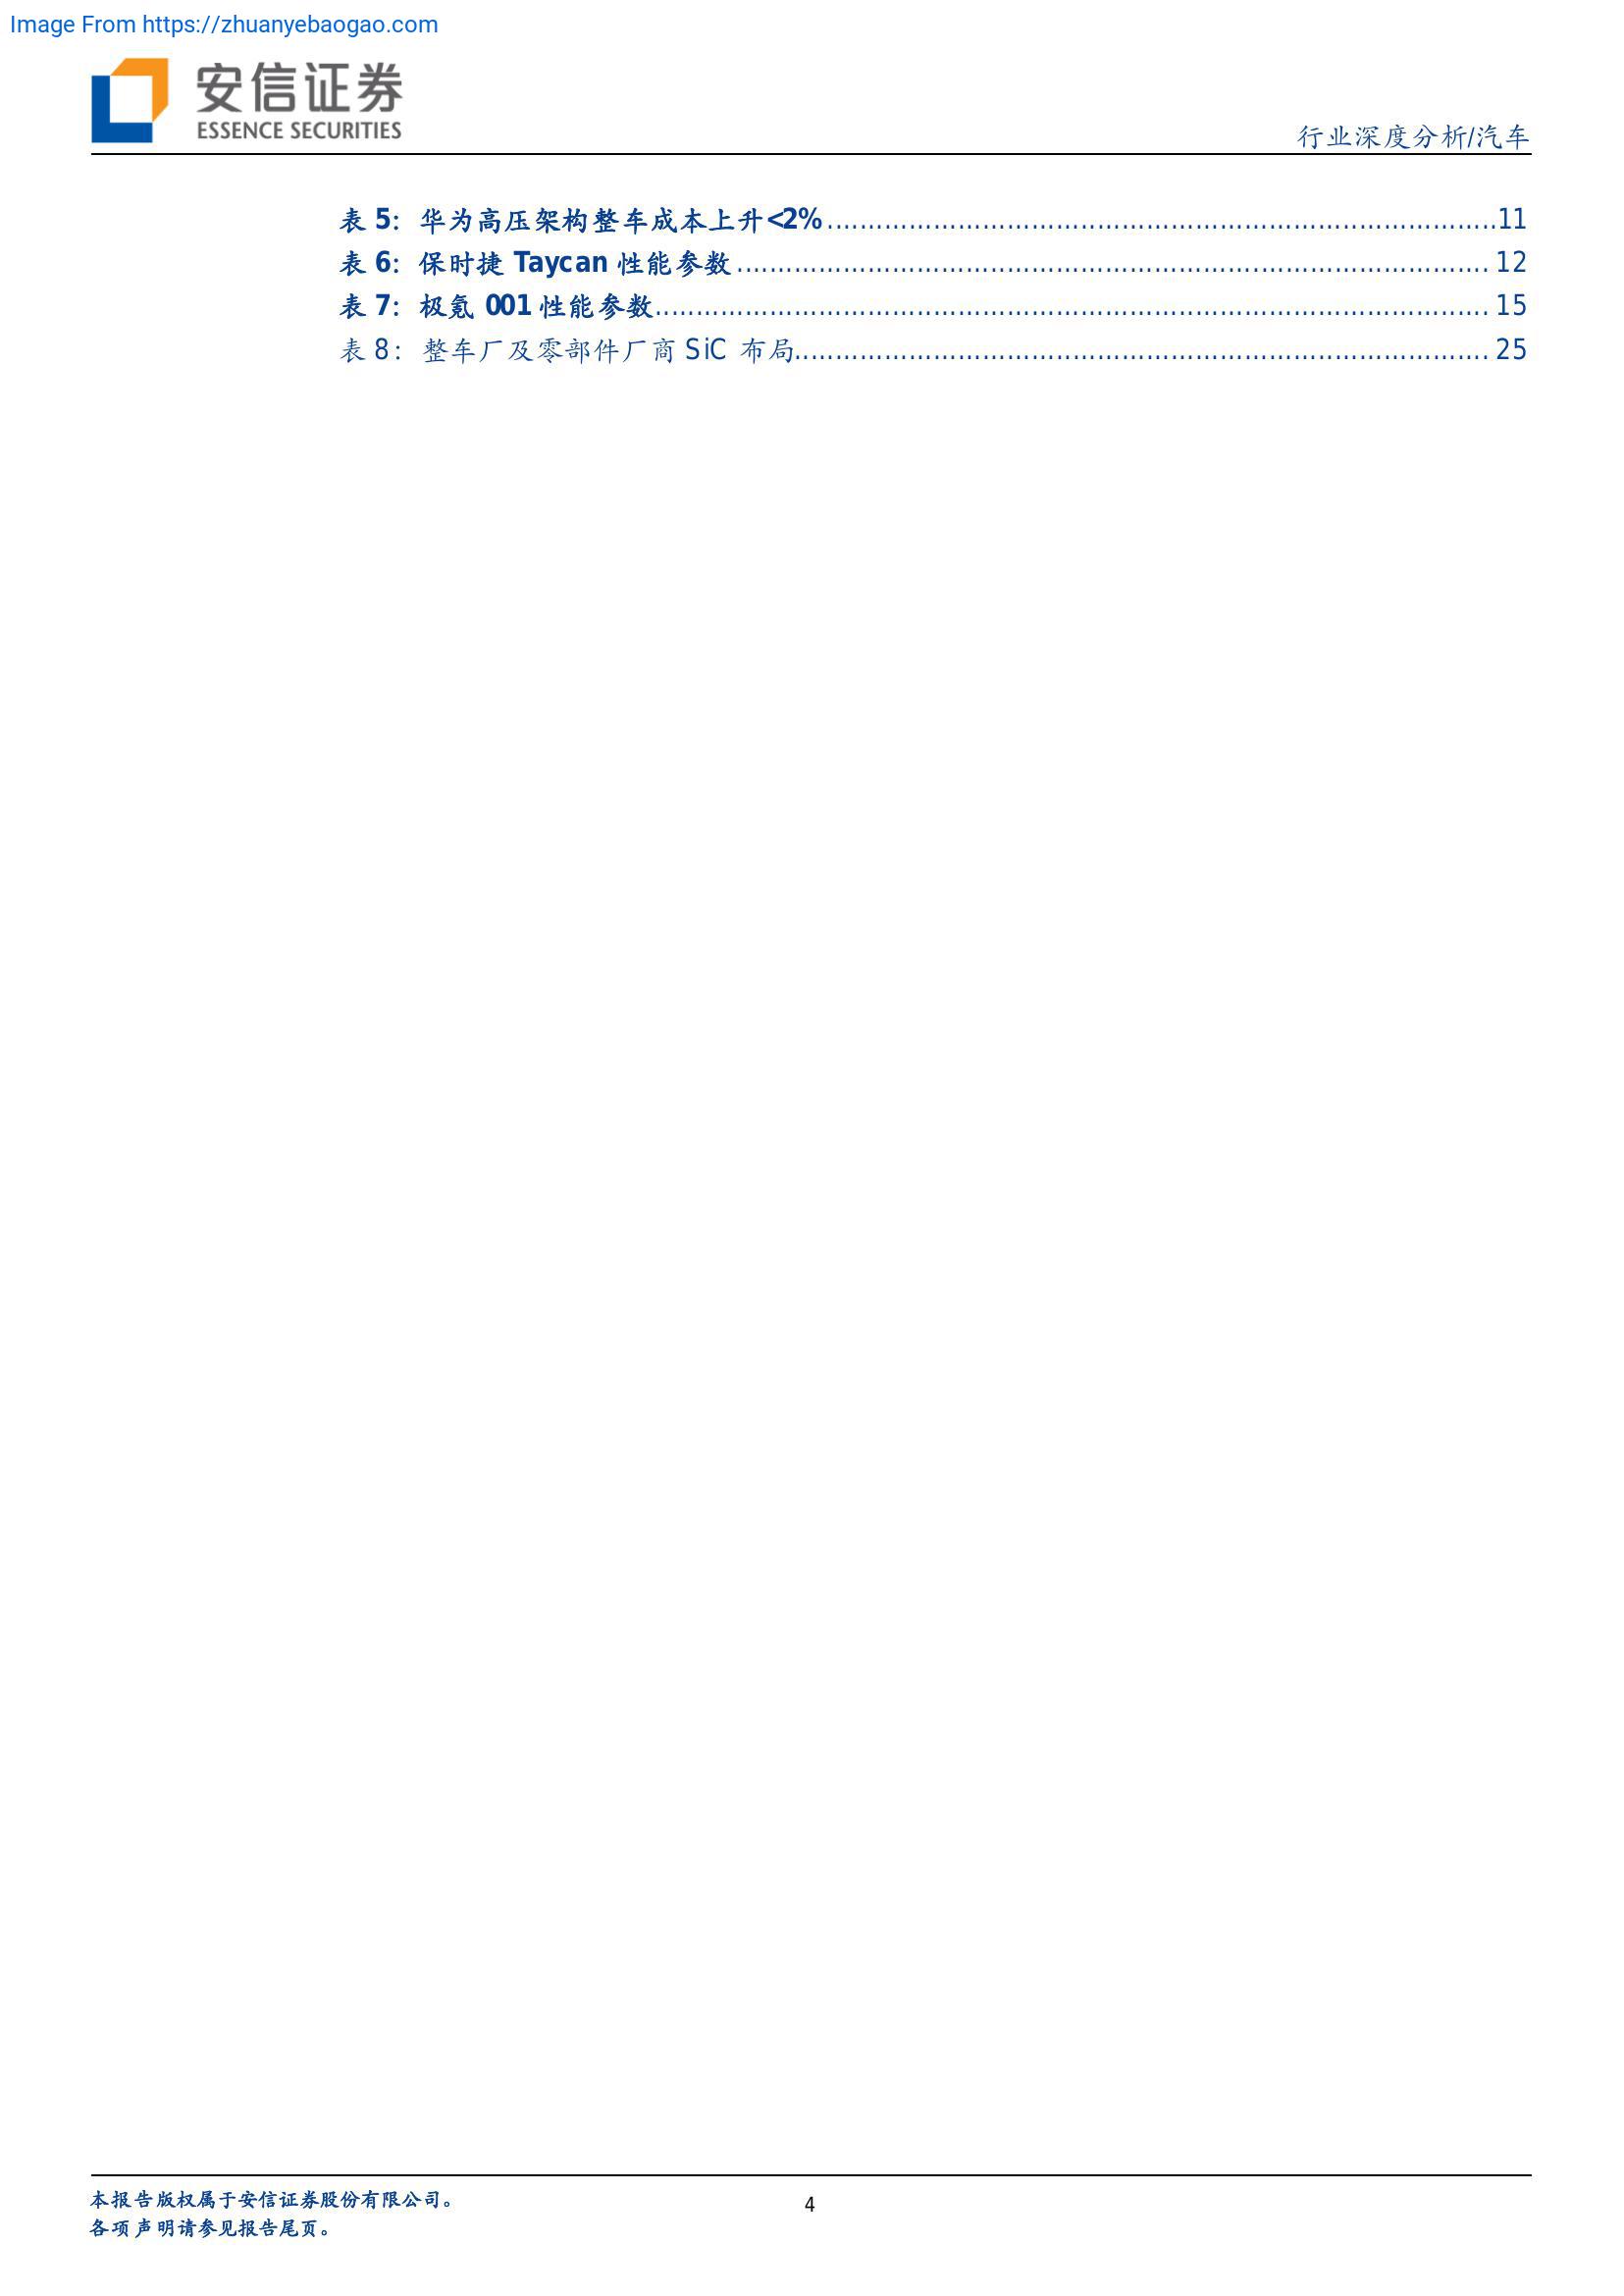 Image From https://zhuanyebaogao.com
安信证券
ESSENCE SECURITIES
行业深度分析/汽车
表 5：华为高压架构整车成本上升<2%.......................................................................................11
表 6：保时捷 Taycan 性能参数.......................................................................................12
表 7：极氪 001 性能参数.......................................................................................15
表 8：整车厂及零部件厂商 SiC 布局.......................................................................................25
本报告版权属于安信证券股份有限公司。
4
各项声明请参见报告尾页。